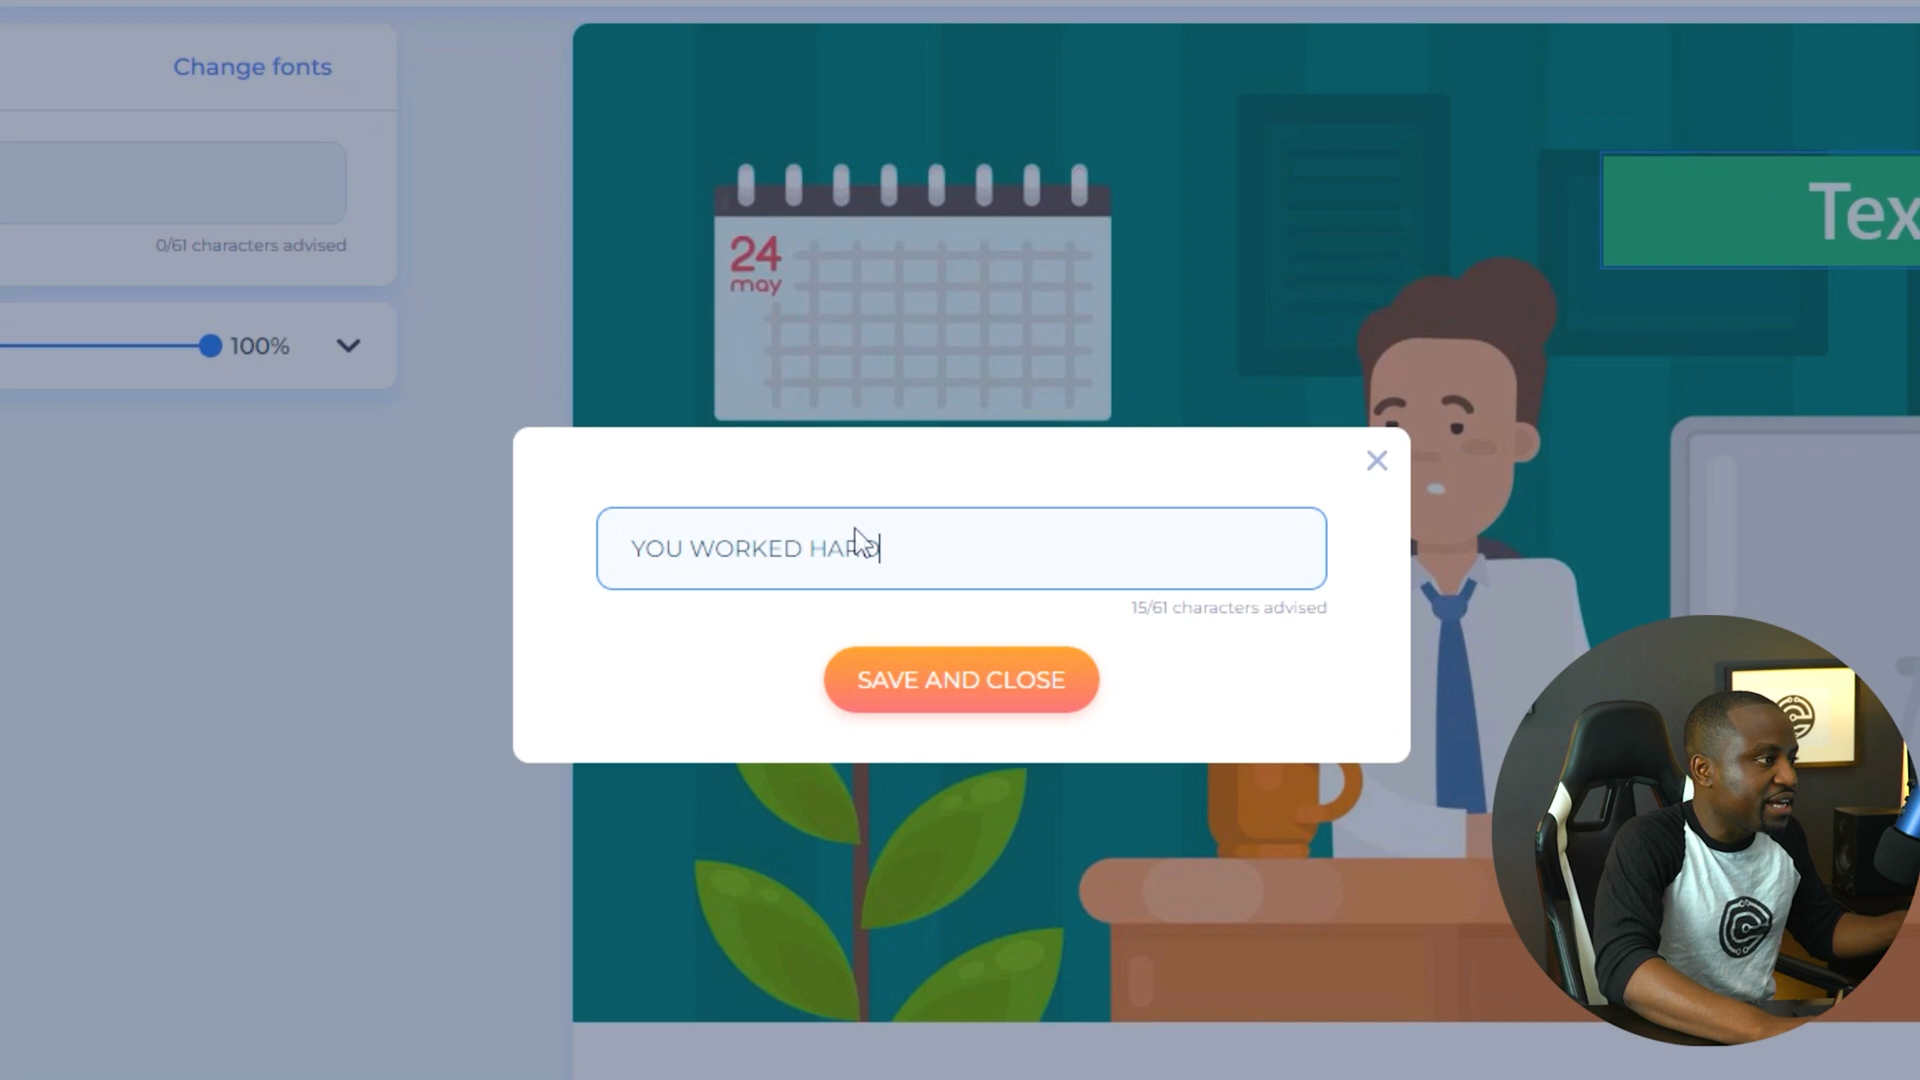 Change fonts
0/61 characters advised
100%
24
may
Tex
YOU WORKED HARD
15/61 characters advised
SAVE AND CLOSE